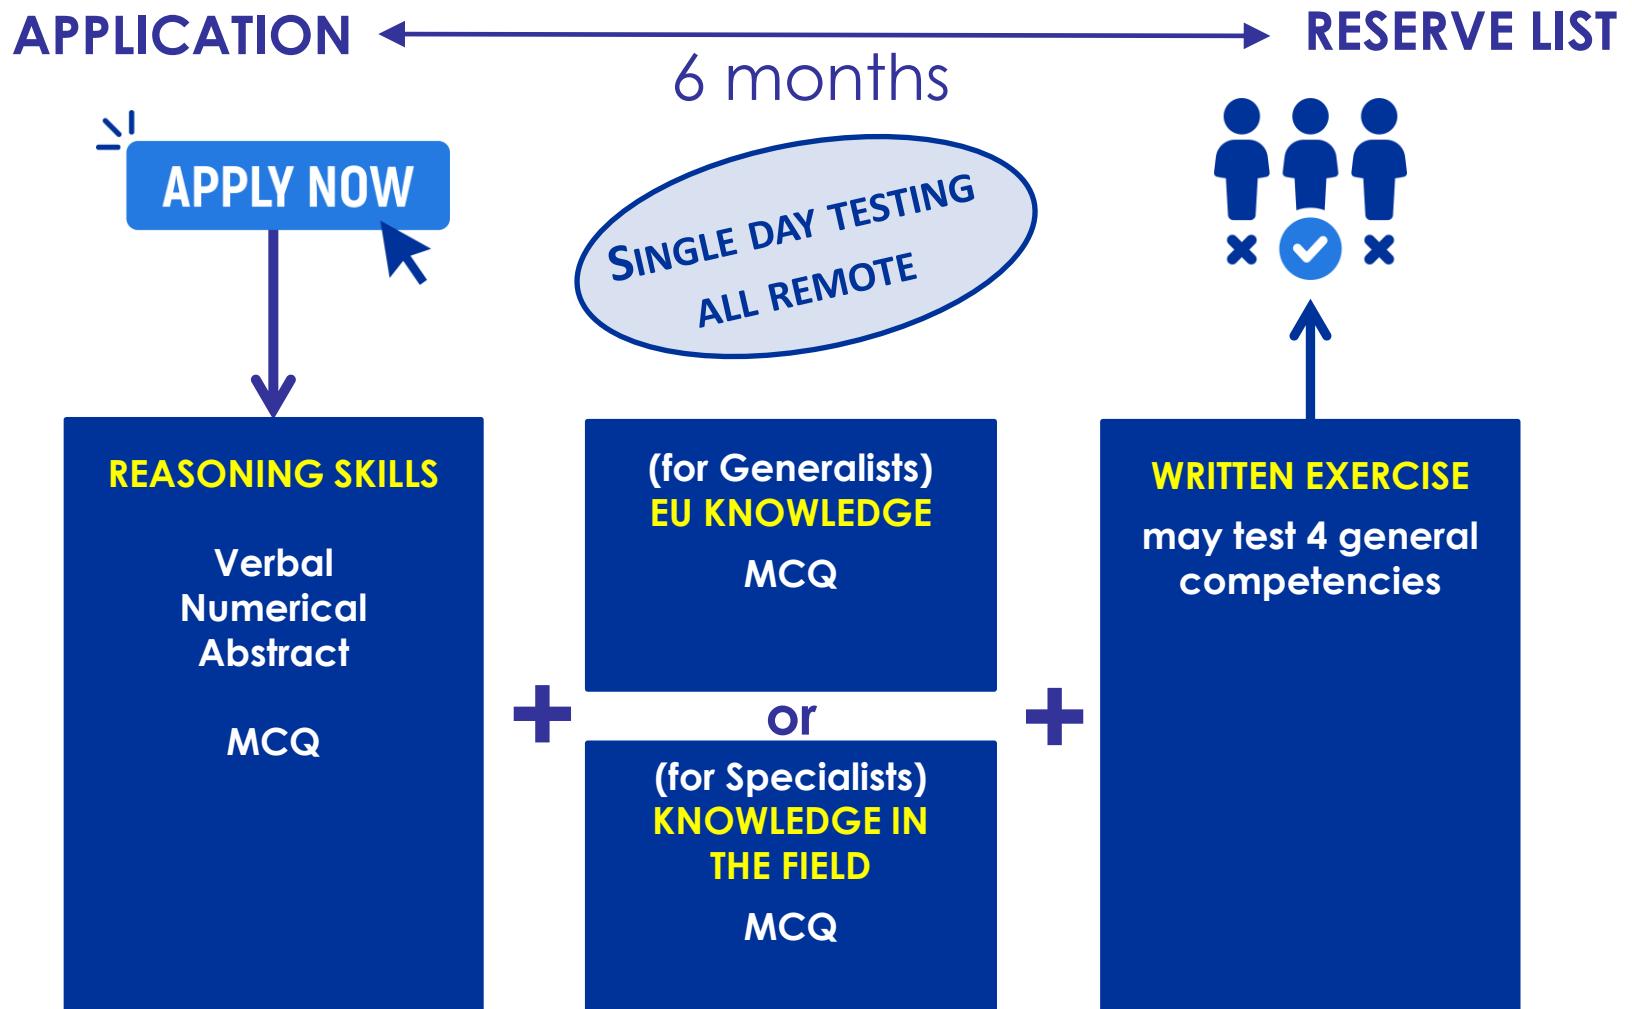 APPLICATION
RESERVE LIST
6 months
APPLY NOW
SINGLE DAY TESTING
ALL REMOTE
REASONING SKILLS
Verbal
Numerical
Abstract
MCQ
+
(for Generalists)
EU KNOWLEDGE
MCQ
or
(for Specialists)
KNOWLEDGE IN
THE FIELD
MCQ
+
WRITTEN EXERCISE
may test 4 general
competencies